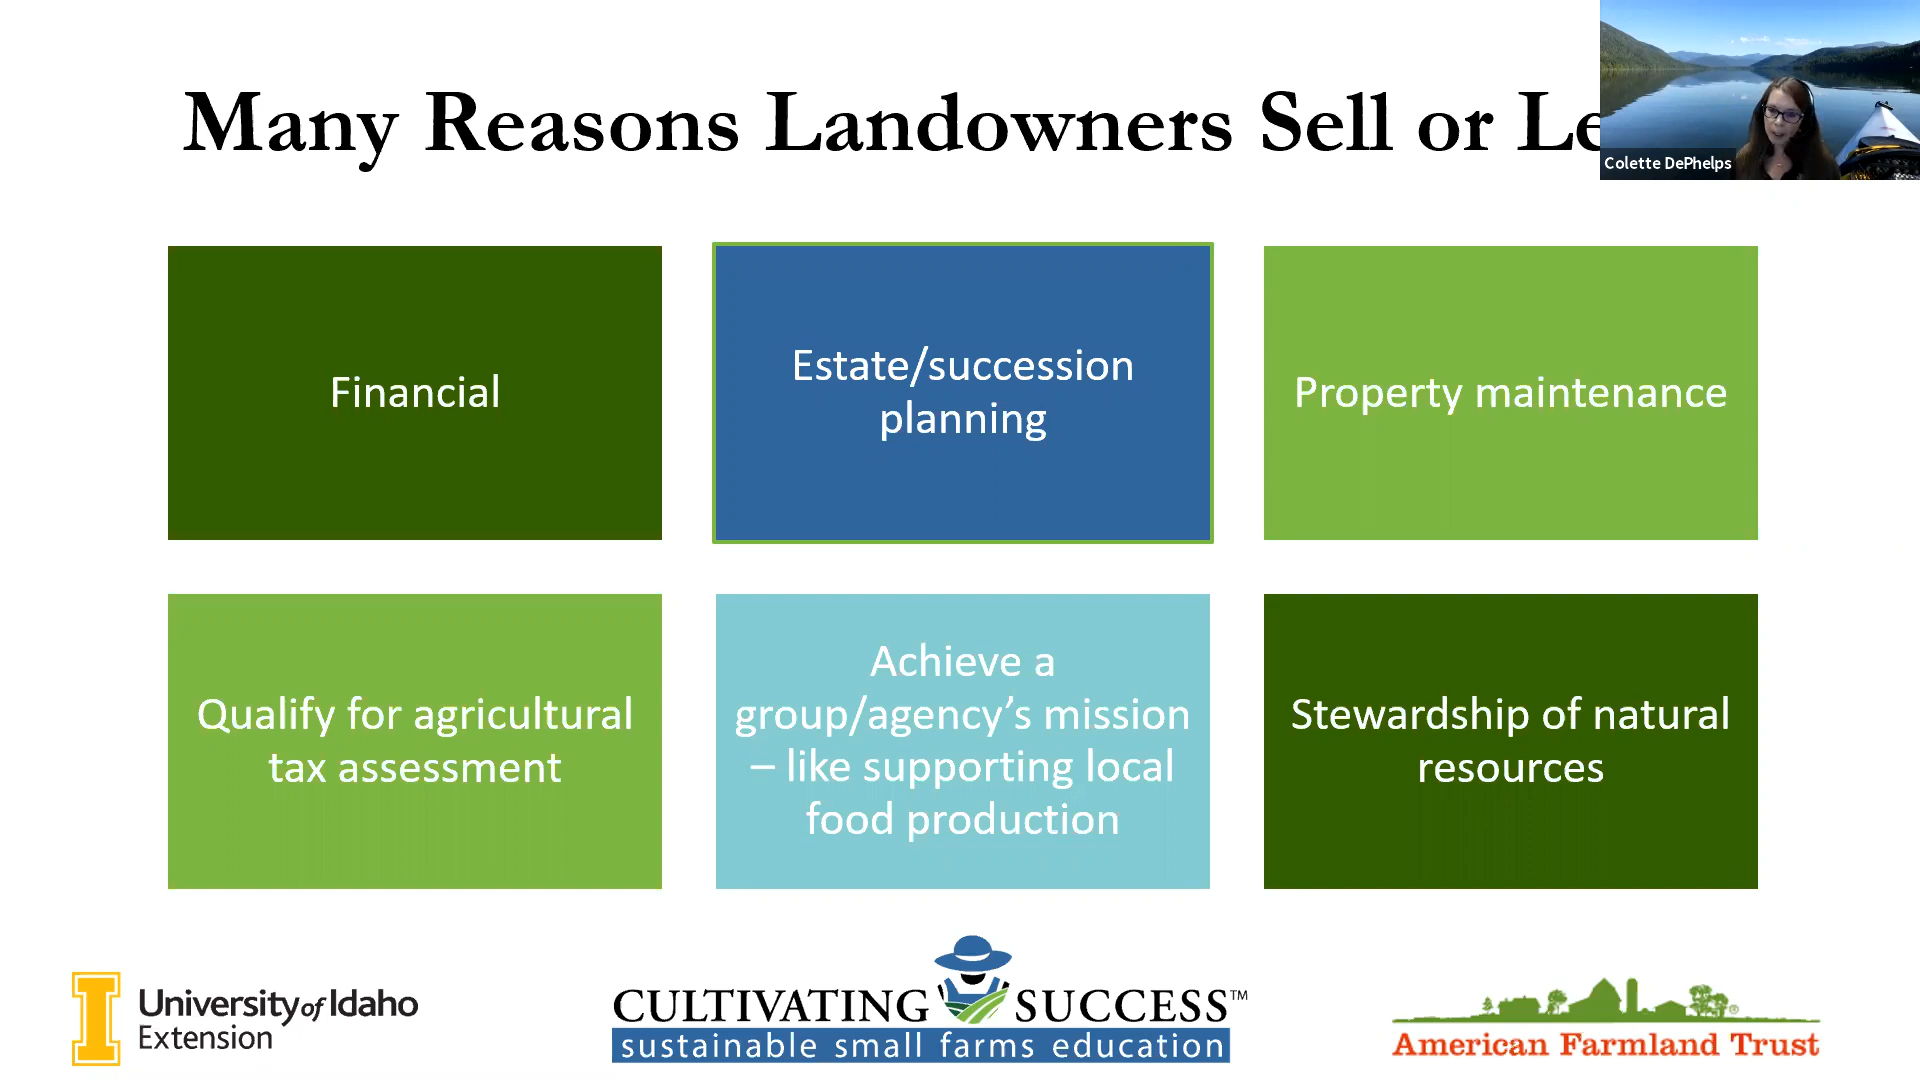 Many Reasons Landowners Sell or Le
Colette DePhelps
Financial
Estate/succession
planning
Property maintenance
Qualify for agricultural
tax assessment
Achieve a
group/agency’s mission
– like supporting local
food production
Stewardship of natural
resources
University of Idaho
Extension
CULTIVATING SUCCESS™
sustainable small farms education
American Farmland Trust